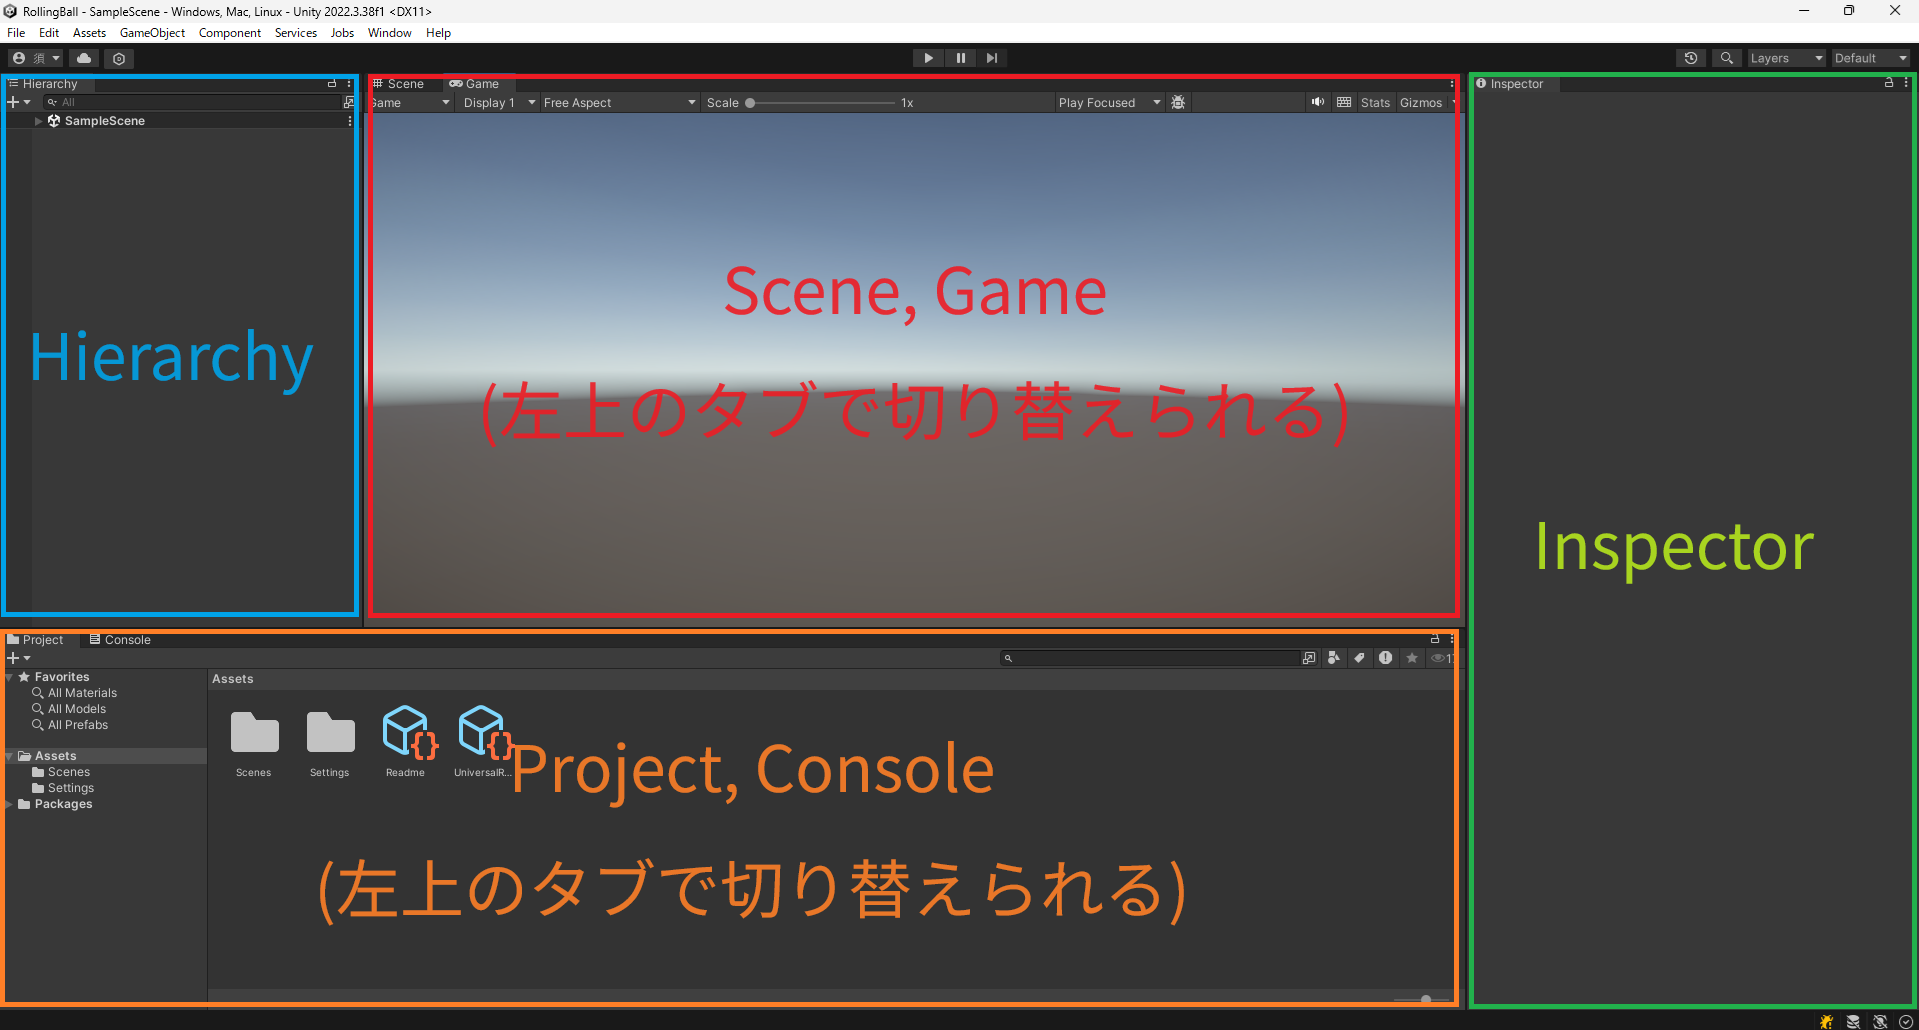 RollingBall - SampleScene - Windows, Mac, Linux - Unity 2022.3.38f1 <DX11>
File Edit Assets GameObject Component Services Jobs Window Help
須
Layers Default
Hierarchy
All
SampleScene
Hierarchy
Scene Game
Game Display 1 Free Aspect Scale 1x Play Focused Stats Gizmos
Scene, Game
(左上のタブで切り替えられる)
Inspector
Inspector
Project Console
17
Favorites
All Materials
All Models
All Prefabs
Assets
Scenes
Settings
Packages
Assets
Scenes Settings Readme UniversalR...
Project, Console
(左上のタブで切り替えられる)